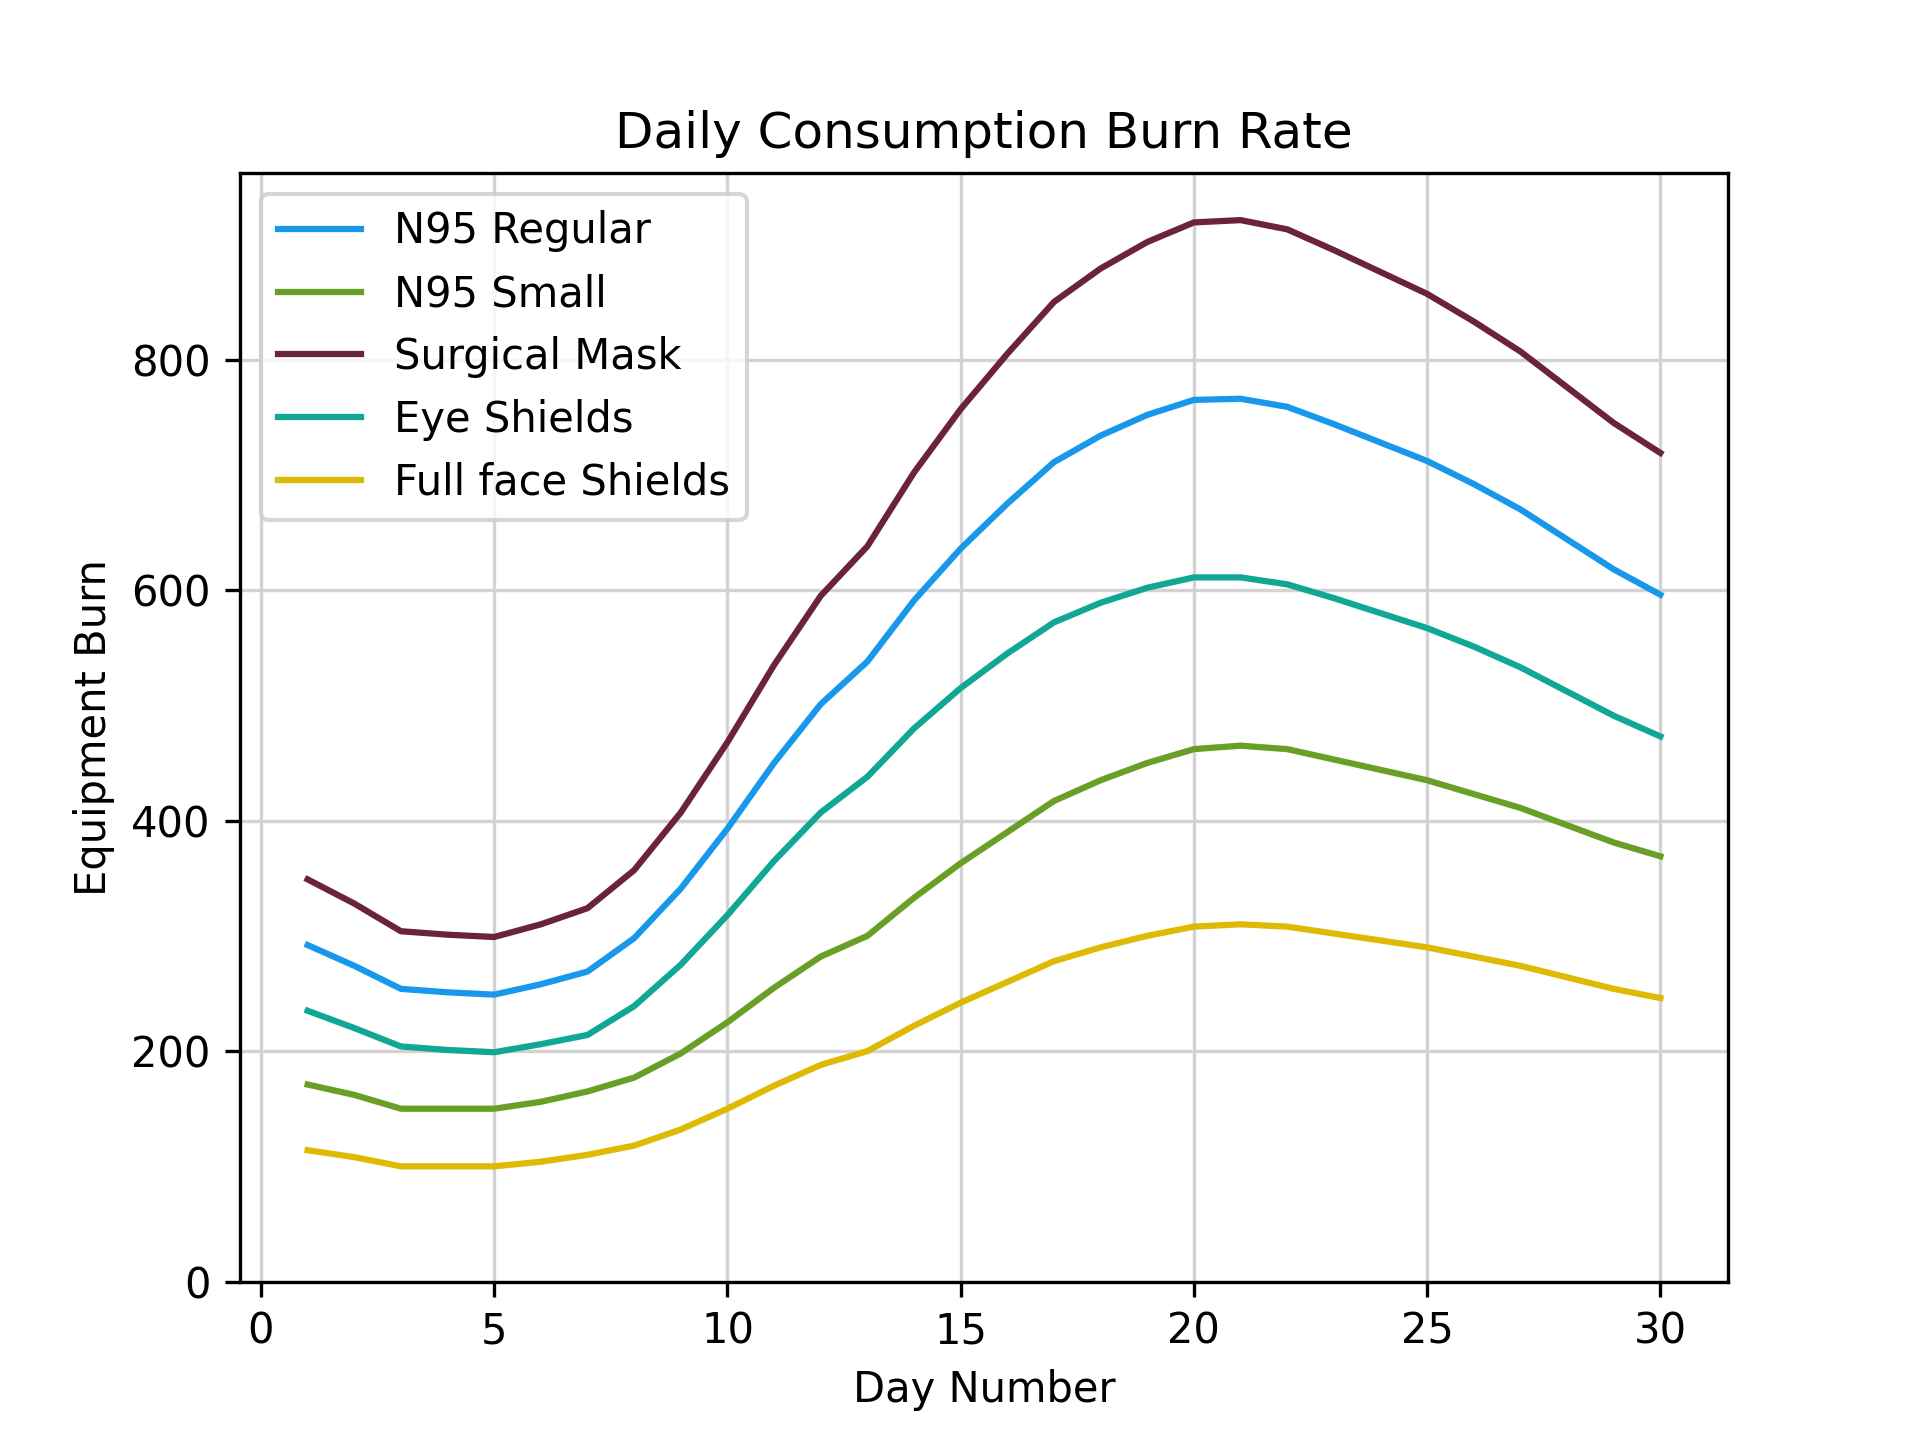 Daily Consumption Burn Rate
N95 Regular
N95 Small
Surgical Mask
Eye Shields
Full face Shields
800
600
400
200
0
Equipment Burn
0 5 10 15 20 25 30
Day Number